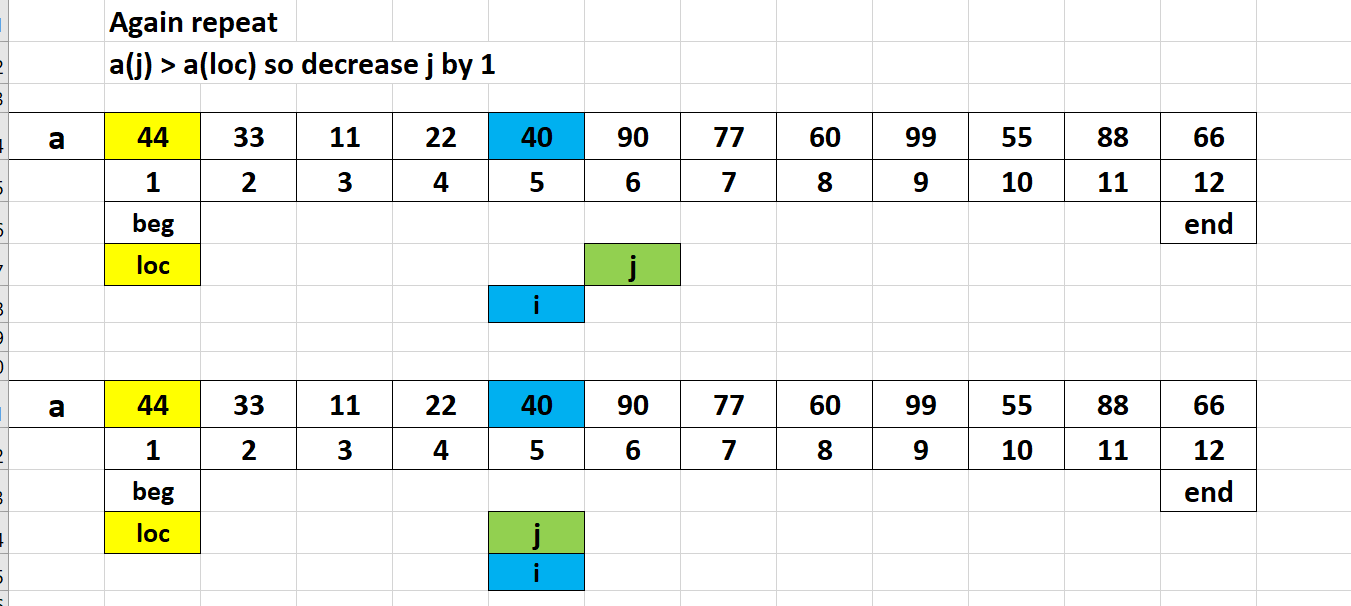 Again repeat
a(j) > a(loc) so decrease j by 1
a 44 33 11 22 40 90 77 60 99 55 88 66
1 2 3 4 5 6 7 8 9 10 11 12
beg end
loc j
i
a 44 33 11 22 40 90 77 60 99 55 88 66
1 2 3 4 5 6 7 8 9 10 11 12
beg end
loc j
i